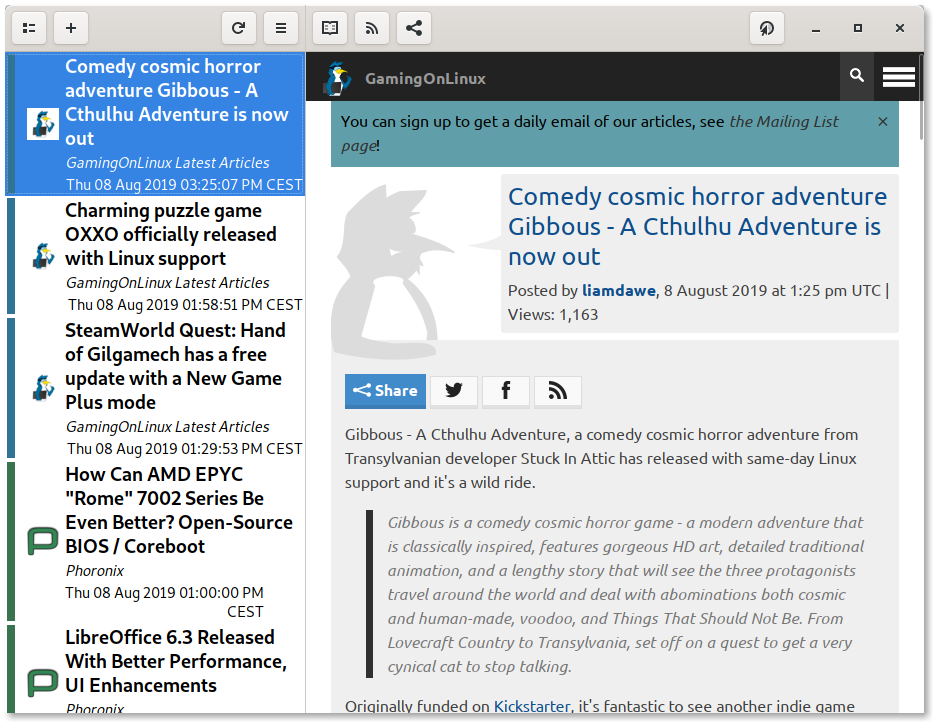 Comedy cosmic horror
adventure Gibbous - A
Cthulhu Adventure is now
out
GamingOnLinux Latest Articles
Thu 08 Aug 2019 03:25:07 PM CEST
Charming puzzle game
OXXO officially released
with Linux support
GamingOnLinux Latest Articles
Thu 08 Aug 2019 01:58:51 PM CEST
SteamWorld Quest: Hand
of Gilgamech has a free
update with a New Game
Plus mode
GamingOnLinux Latest Articles
Thu 08 Aug 2019 01:29:53 PM CEST
How Can AMD EPYC
"Rome" 7002 Series Be
Even Better? Open-Source
BIOS / Coreboot
Phoronix
Thu 08 Aug 2019 01:00:00 PM
CEST
LibreOffice 6.3 Released
With Better Performance,
UI Enhancements
Phoronix
GamingOnLinux
You can sign up to get a daily email of our articles, see the Mailing List
page!
Comedy cosmic horror adventure
Gibbous - A Cthulhu Adventure is
now out
Posted by liamdawe, 8 August 2019 at 1:25 pm UTC |
Views: 1,163
Share
Gibbous - A Cthulhu Adventure, a comedy cosmic horror adventure from
Transylvanian developer Stuck In Attic has released with same-day Linux
support and it's a wild ride.
Gibbous is a comedy cosmic horror game - a modern adventure that
is classically inspired, features gorgeous HD art, detailed traditional
animation, and a lengthy story that will see the three protagonists
travel around the world and deal with abominations both cosmic
and human-made, voodoo, and Things That Should Not Be. From
Lovecraft Country to Transylvania, set off on a quest to get a very
cynical cat to stop talking.
Originally funded on Kickstarter, it's fantastic to see another indie game